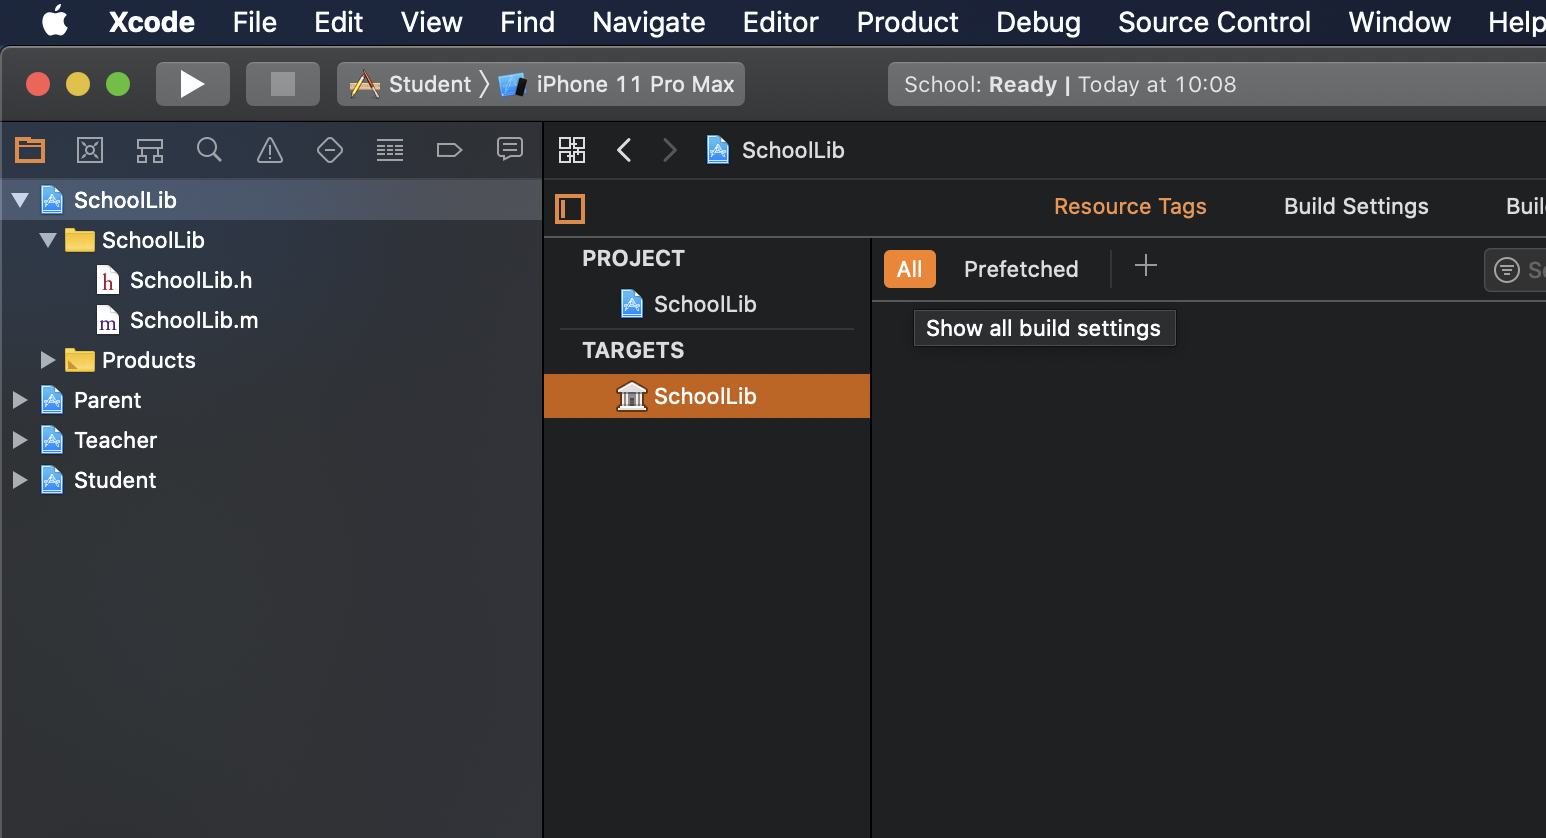 Xcode File Edit View Find Navigate Editor Product Debug Source Control Window Help
Student iPhone 11 Pro Max School: Ready | Today at 10:08
SchoolLib
SchoolLib
SchoolLib
SchoolLib.h
SchoolLib.m
Products
Parent
Teacher
Student
Resource Tags Build Settings Buil
PROJECT
SchoolLib
TARGETS
SchoolLib
All Prefetched +
Show all build settings